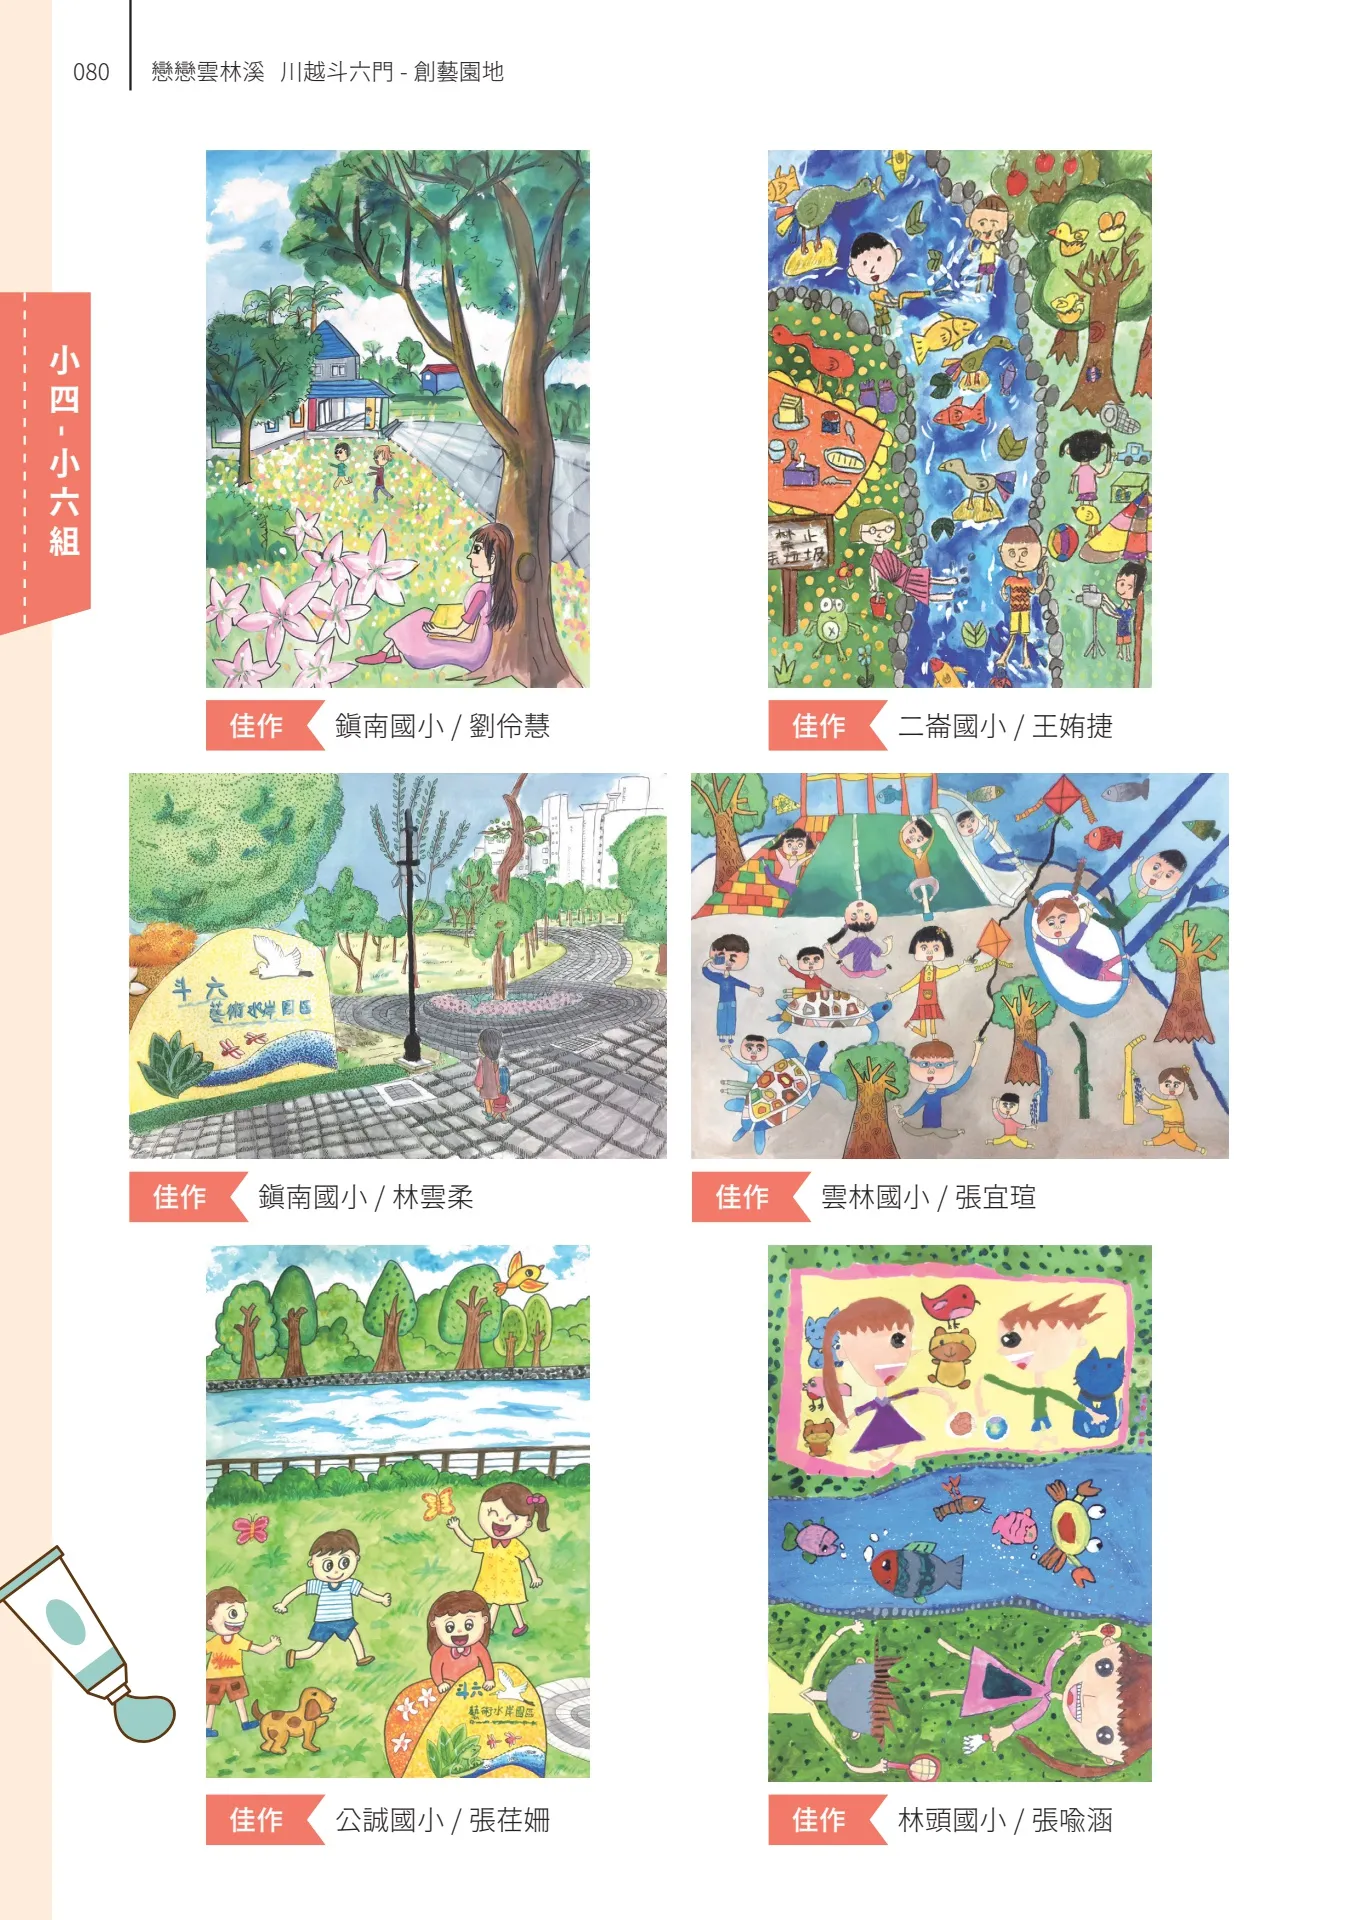 080
戀戀雲林溪 川越斗六門 - 創藝園地
小四-小六組
禁止
丟垃圾
佳作 鎮南國小 / 劉伶慧
佳作 二崙國小 / 王姷捷
斗六
藝術水岸園區
佳作 鎮南國小 / 林雲柔
佳作 雲林國小 / 張宜瑄
斗六
藝術水岸園區
佳作 公誠國小 / 張荏姍
佳作 林頭國小 / 張喩涵